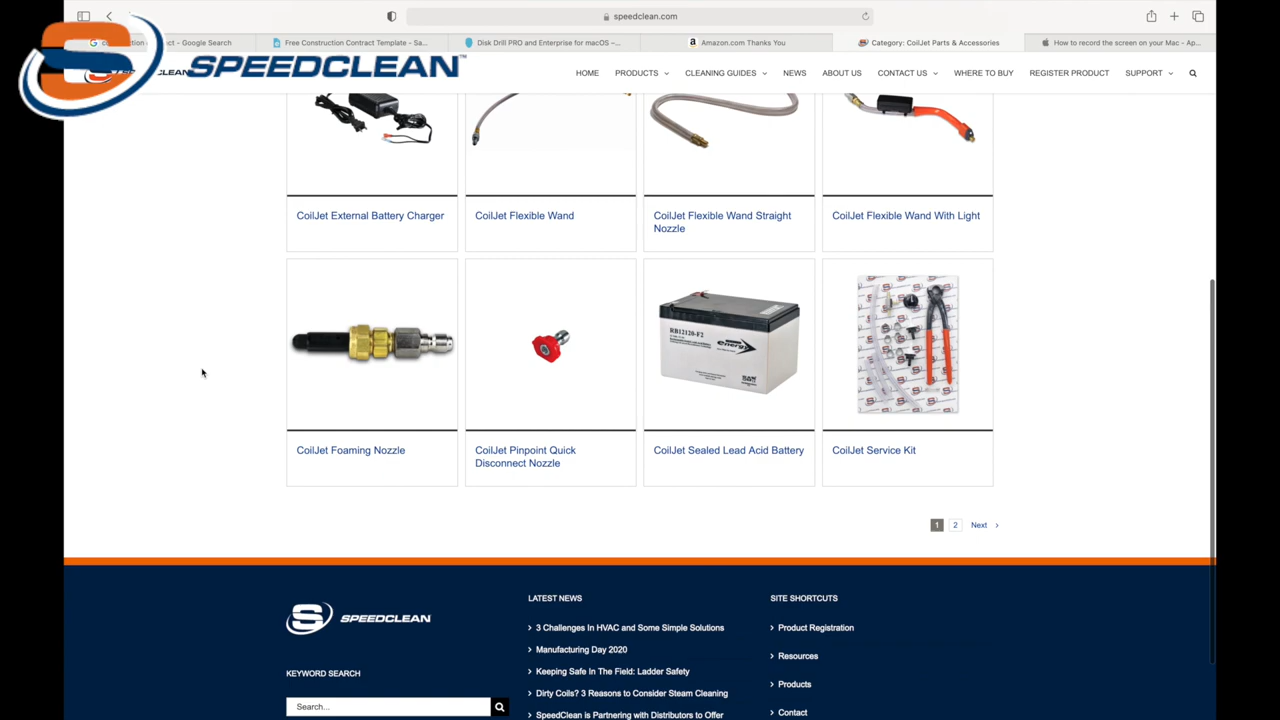 speedclean.com
ct - Google Search
Free Construction Contract Template - Sa...
Disk Drill PRO and Enterprise for macOS –...
Amazon.com Thank You
Category: CoilJet Parts & Accessories
How to record the screen on your Mac - Ap...
SPEEDCLEAN™
HOME
PRODUCTS
CLEANING GUIDES
NEWS
ABOUT US
CONTACT US
WHERE TO BUY
REGISTER PRODUCT
SUPPORT
CoilJet External Battery Charger
CoilJet Flexible Wand
CoilJet Flexible Wand Straight
Nozzle
CoilJet Flexible Wand With Light
RB12120-F2
energy
CoilJet Foaming Nozzle
CoilJet Pinpoint Quick
Disconnect Nozzle
CoilJet Sealed Lead Acid Battery
CoilJet Service Kit
1
2
Next
SPEEDCLEAN
KEYWORD SEARCH
Search...
LATEST NEWS
3 Challenges In HVAC and Some Simple Solutions
Manufacturing Day 2020
Keeping Safe In The Field: Ladder Safety
Dirty Coils? 3 Reasons to Consider Steam Cleaning
SpeedClean is Partnering with Distributors to Offer
SITE SHORTCUTS
Product Registration
Resources
Products
Contact